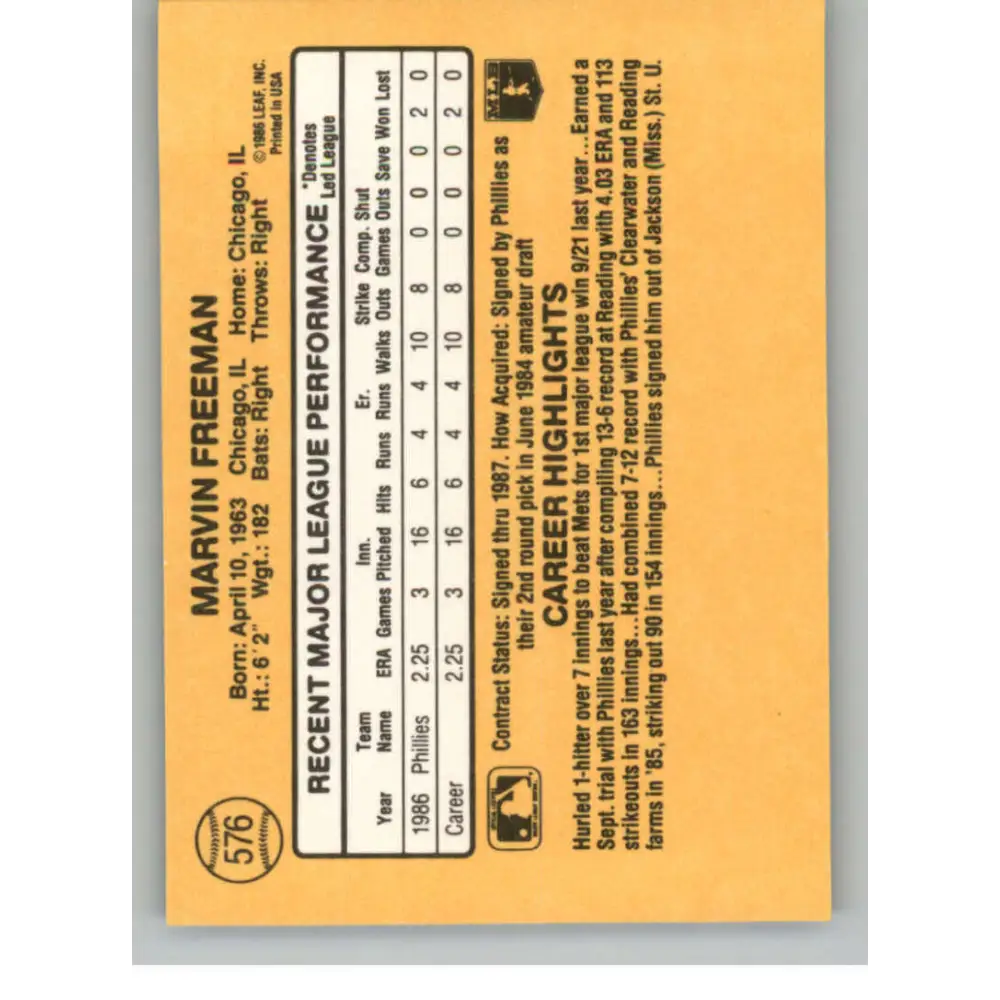 576
MARVIN FREEMAN
Born: April 10, 1963 Chicago, IL Home: Chicago, IL
Ht.: 6'2" Wgt.: 182 Bats: Right Throws: Right
©1986 LEAF, INC.
Printed in USA
RECENT MAJOR LEAGUE PERFORMANCE
*Denotes
Led League
Team Inn. Er. Strike Comp. Shut
Year Name ERA Games Pitched Hits Runs Runs Walks Outs Games Outs Save Won Lost
1986 Phillies 2.25 3 16 6 4 4 10 8 0 0 0 2 0
Career 2.25 3 16 6 4 4 10 8 0 0 0 2 0
Contract Status: Signed thru 1987. How Acquired: Signed by Phillies as
their 2nd round pick in June 1984 amateur draft
CAREER HIGHLIGHTS
Hurled 1-hitter over 7 innings to beat Mets for 1st major league win 9/21 last year...Earned a
Sept. trial with Phillies last year after compiling 13-6 record at Reading with 4.03 ERA and 113
strikeouts in 163 innings...Had combined 7-12 record with Phillies' Clearwater and Reading
farms in '85, striking out 90 in 154 innings...Phillies signed him out of Jackson (Miss.) St. U.